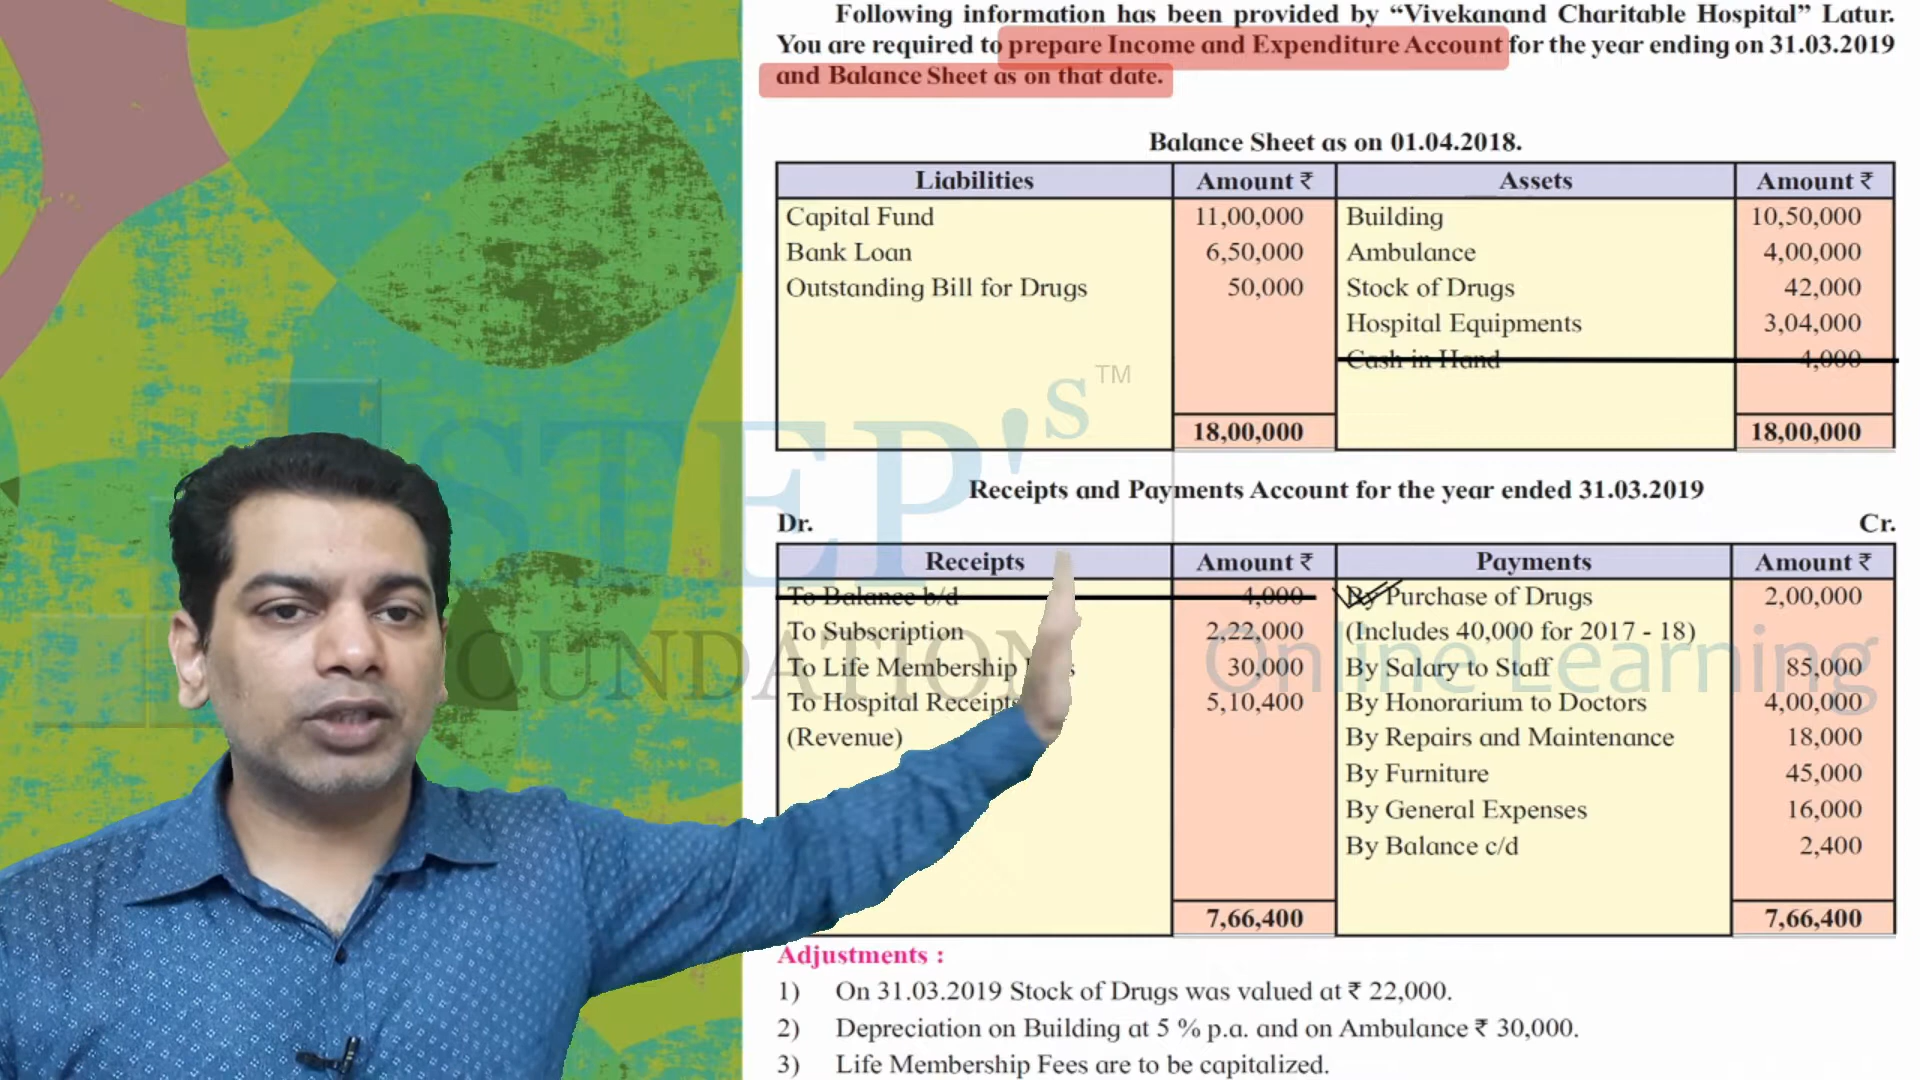 Following information has been provided by “Vivekanand Charitable Hospital” Latur.
You are required to prepare Income and Expenditure Account for the year ending on 31.03.2019
and Balance Sheet as on that date.
Balance Sheet as on 01.04.2018.
Liabilities Amount ₹ Assets Amount ₹
Capital Fund 11,00,000 Building 10,50,000
Bank Loan 6,50,000 Ambulance 4,00,000
Outstanding Bill for Drugs 50,000 Stock of Drugs 42,000
Hospital Equipments 3,04,000
Cash in Hand 4,000
18,00,000 18,00,000
STEP's™
FOUNDATION
Online Learning
Receipts and Payments Account for the year ended 31.03.2019
Dr. Cr.
Receipts Amount ₹ Payments Amount ₹
To Balance b/d 4,000 By Purchase of Drugs 2,00,000
To Subscription 2,22,000 (Includes 40,000 for 2017 - 18)
To Life Membership 30,000 By Salary to Staff 85,000
To Hospital Receipts 5,10,400 By Honorarium to Doctors 4,00,000
(Revenue) By Repairs and Maintenance 18,000
By Furniture 45,000
By General Expenses 16,000
By Balance c/d 2,400
7,66,400 7,66,400
Adjustments :
1) On 31.03.2019 Stock of Drugs was valued at ₹ 22,000.
2) Depreciation on Building at 5 % p.a. and on Ambulance ₹ 30,000.
3) Life Membership Fees are to be capitalized.